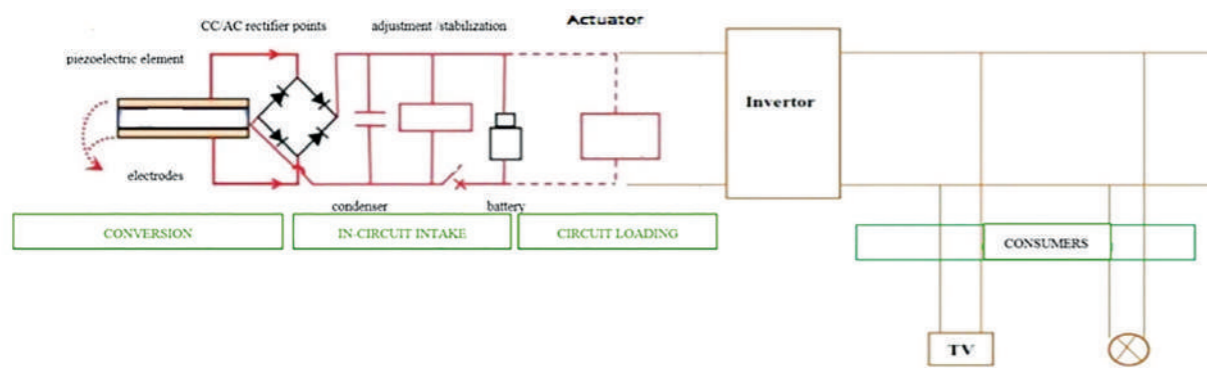 Actuator
CC/AC rectifier points
adjustment /stabilization
piezoelectric element
Invertor
electrodes
condenser
battery
CONVERSION
IN-CIRCUIT INTAKE
CIRCUIT LOADING
CONSUMERS
TV